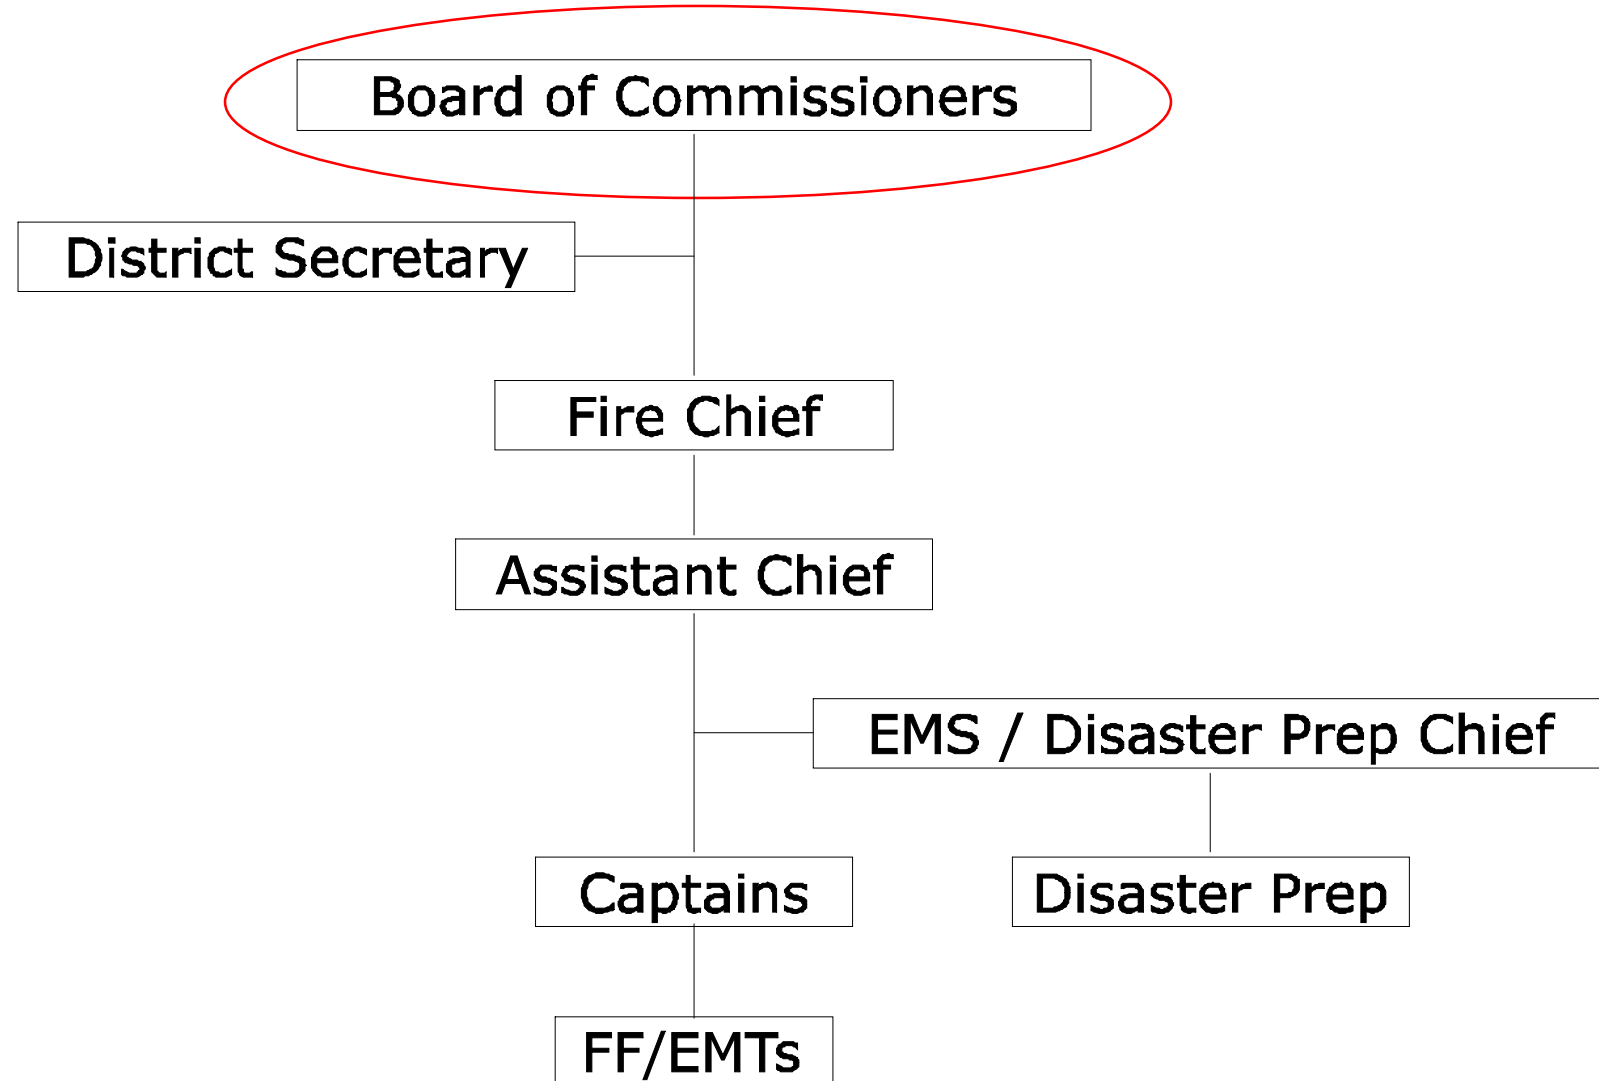 Board of Commissioners
District Secretary
Fire Chief
Assistant Chief
EMS / Disaster Prep Chief
Captains
Disaster Prep
FF/EMTs